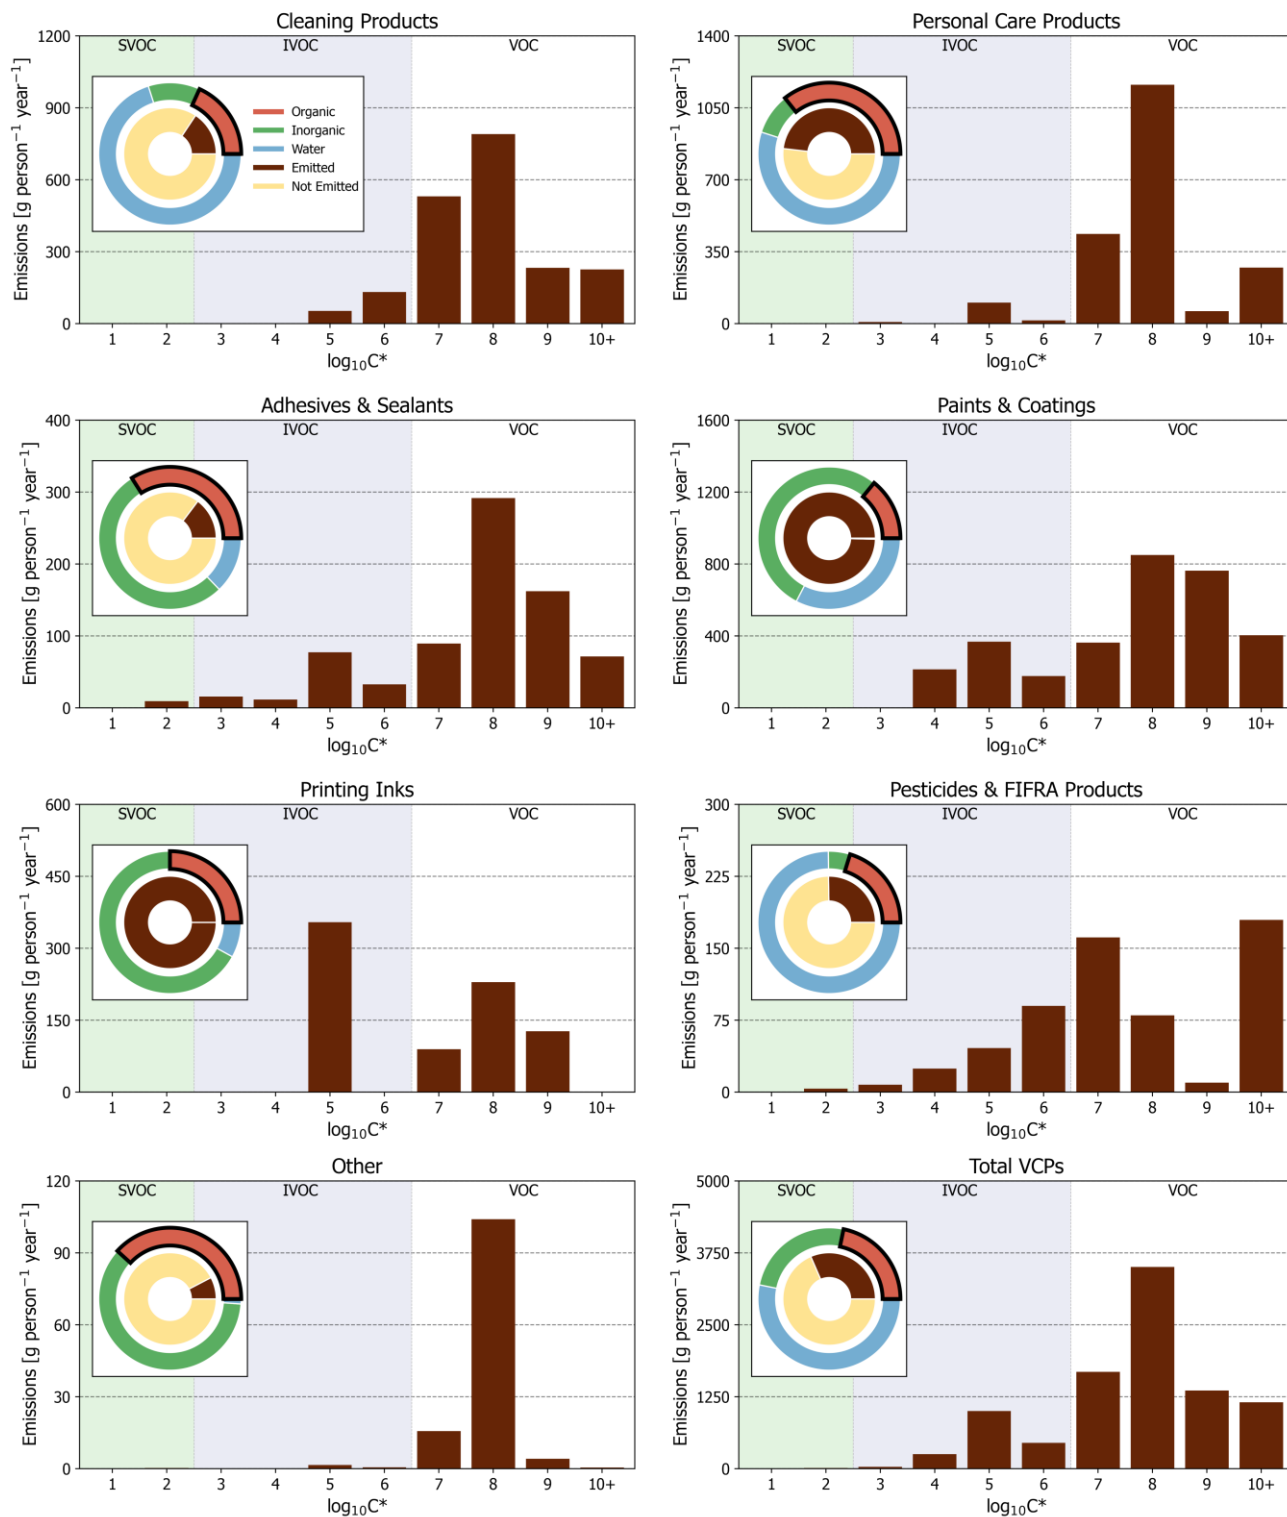 Cleaning Products
Emissions [g person⁻¹ year⁻¹]
1200
900
600
300
0
SVOC IVOC VOC
Organic
Inorganic
Water
Emitted
Not Emitted
1 2 3 4 5 6 7 8 9 10+
log₁₀C*
Personal Care Products
Emissions [g person⁻¹ year⁻¹]
1400
1050
700
350
0
SVOC IVOC VOC
1 2 3 4 5 6 7 8 9 10+
log₁₀C*
Adhesives & Sealants
Emissions [g person⁻¹ year⁻¹]
400
300
200
100
0
SVOC IVOC VOC
1 2 3 4 5 6 7 8 9 10+
log₁₀C*
Paints & Coatings
Emissions [g person⁻¹ year⁻¹]
1600
1200
800
400
0
SVOC IVOC VOC
1 2 3 4 5 6 7 8 9 10+
log₁₀C*
Printing Inks
Emissions [g person⁻¹ year⁻¹]
600
450
300
150
0
SVOC IVOC VOC
1 2 3 4 5 6 7 8 9 10+
log₁₀C*
Pesticides & FIFRA Products
Emissions [g person⁻¹ year⁻¹]
300
225
150
75
0
SVOC IVOC VOC
1 2 3 4 5 6 7 8 9 10+
log₁₀C*
Other
Emissions [g person⁻¹ year⁻¹]
120
90
60
30
0
SVOC IVOC VOC
1 2 3 4 5 6 7 8 9 10+
log₁₀C*
Total VCPs
Emissions [g person⁻¹ year⁻¹]
5000
3750
2500
1250
0
SVOC IVOC VOC
1 2 3 4 5 6 7 8 9 10+
log₁₀C*